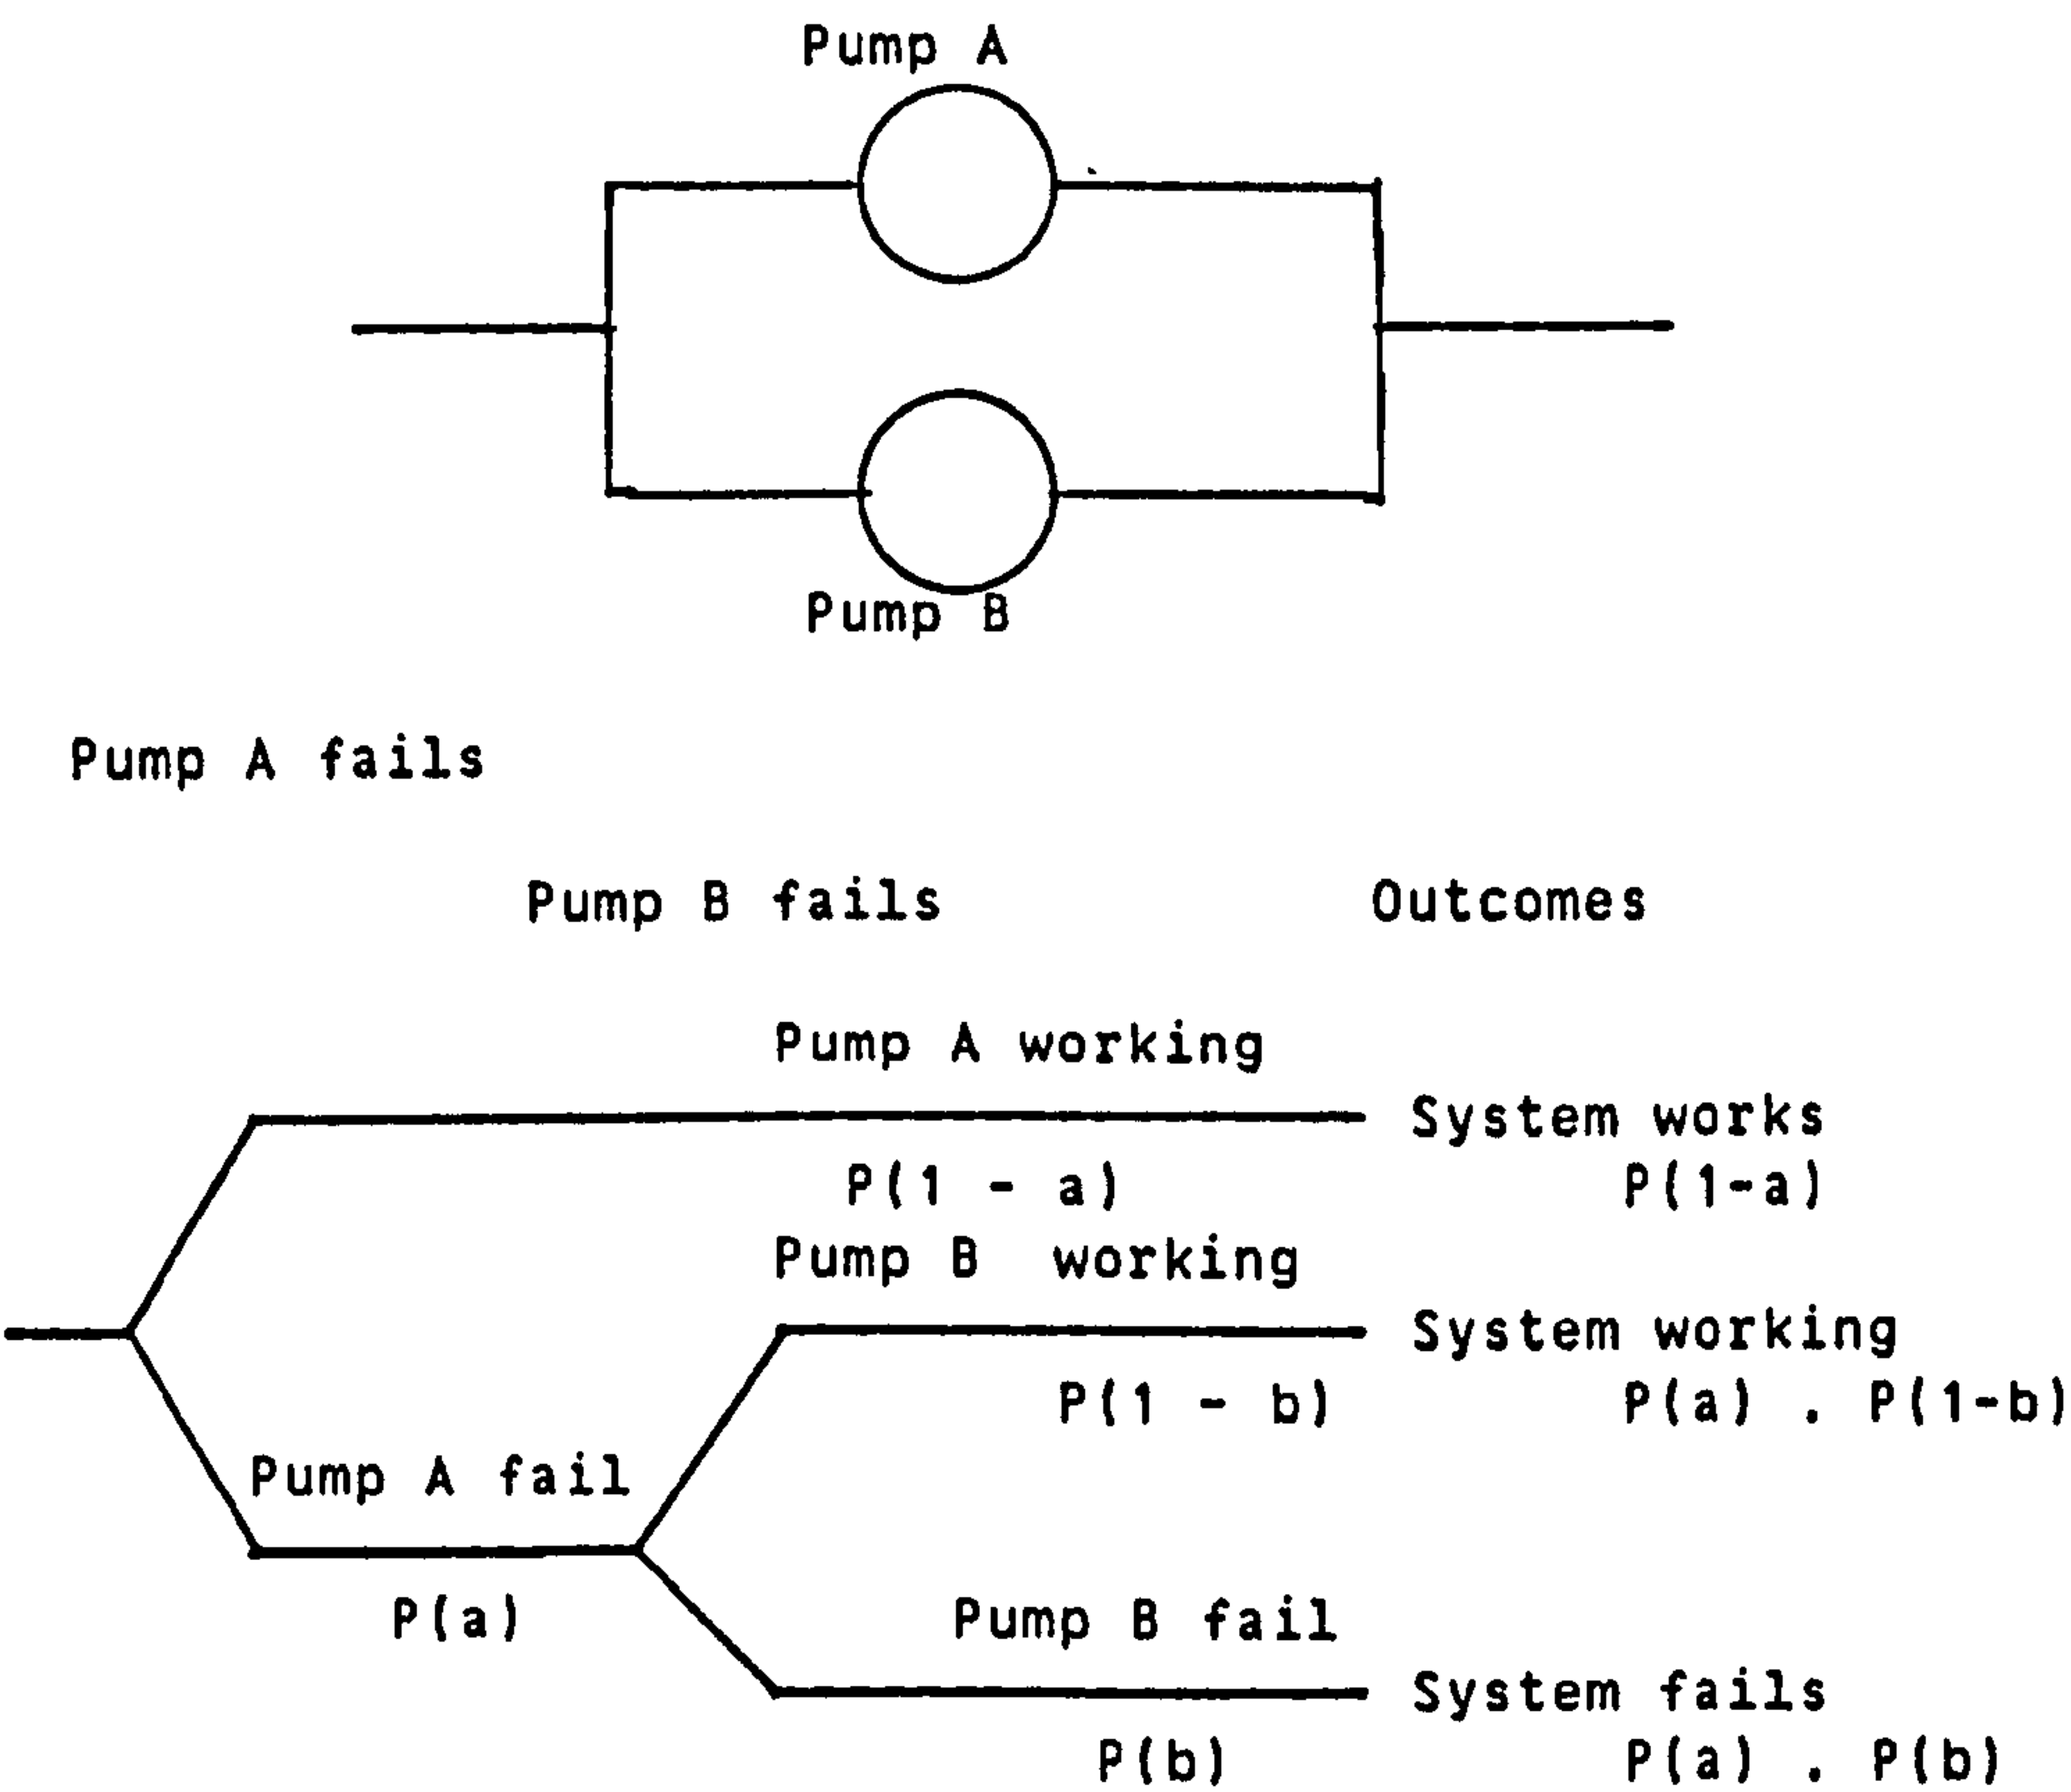 Pump A
Pump B
Pump A fails
Pump B fails
Outcomes
Pump A working
System works
P(1 - a)
P(1-a)
Pump B working
System working
P(1 - b)
P(a) . P(1-b)
Pump A fail
P(a)
Pump B fail
System fails
P(b)
P(a) . P(b)